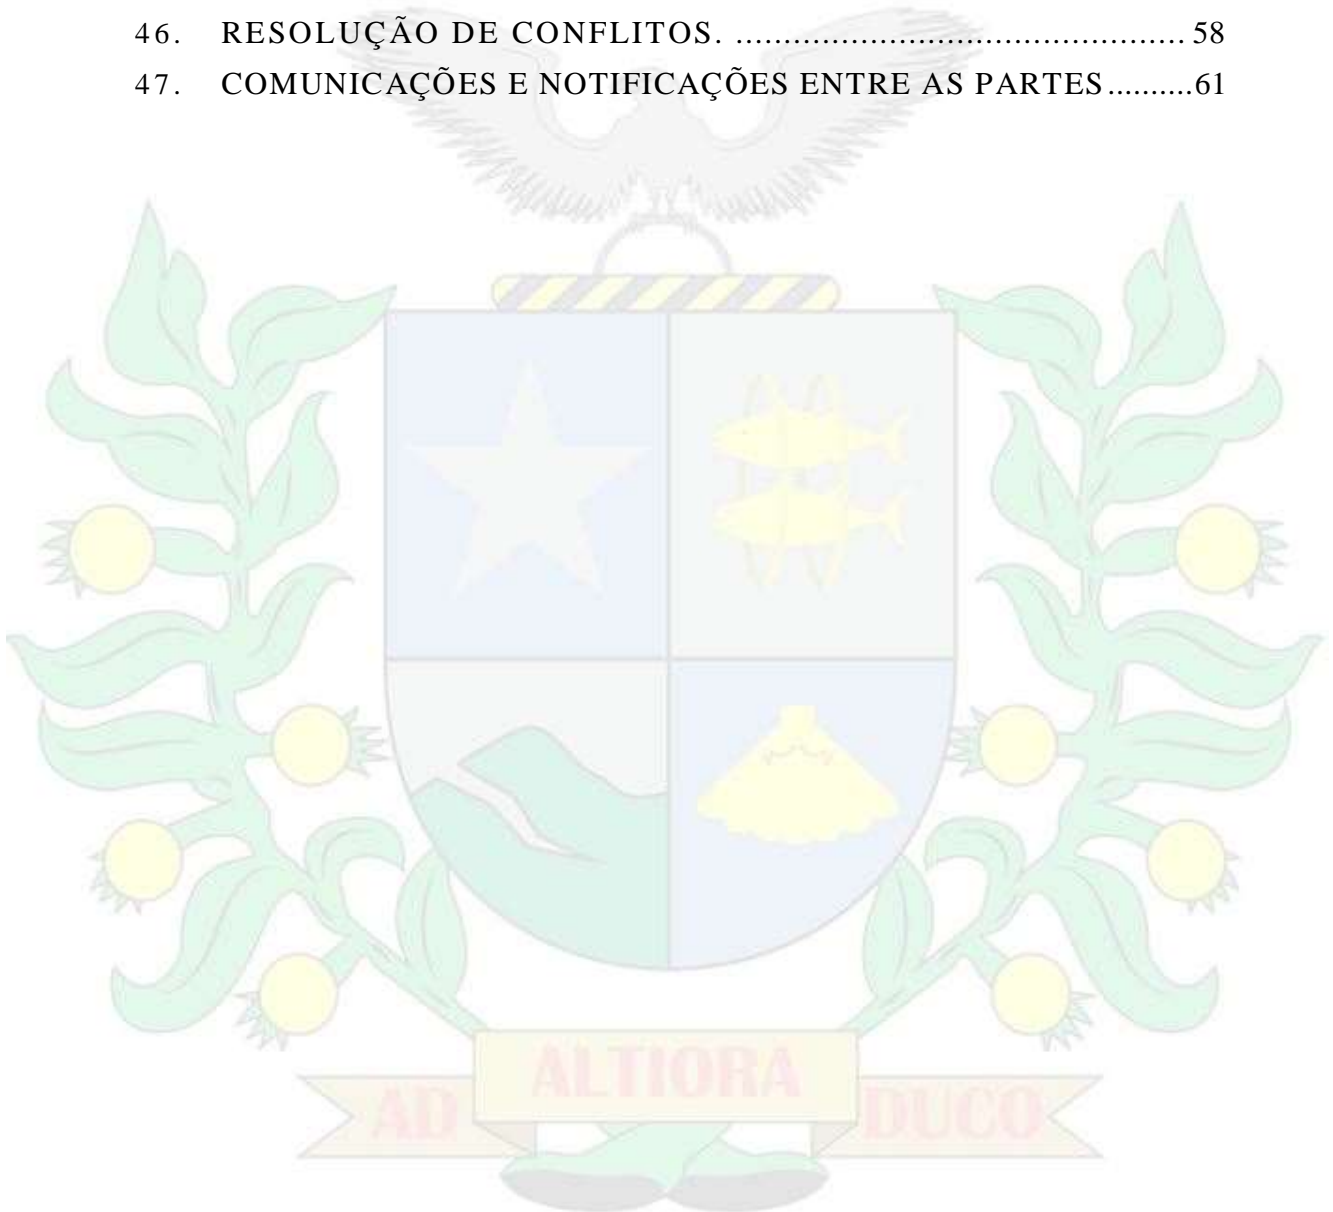 46. RESOLUÇÃO DE CONFLITOS. ............................................. 58
47. COMUNICAÇÕES E NOTIFICAÇÕES ENTRE AS PARTES..........61
AD ALTIORA DUCO